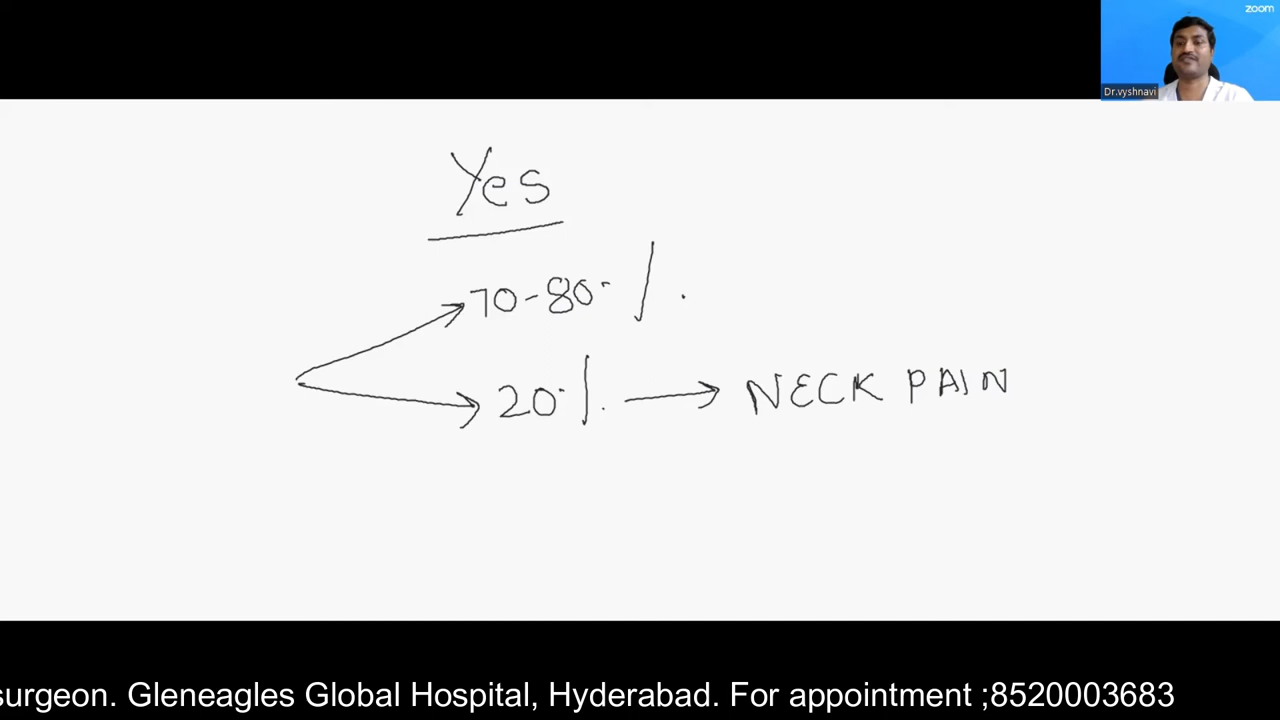 zoom
Dr.vyshnavi
Yes
70-80%.
20%. → NECK PAIN
surgeon. Gleneagles Global Hospital, Hyderabad. For appointment ;8520003683